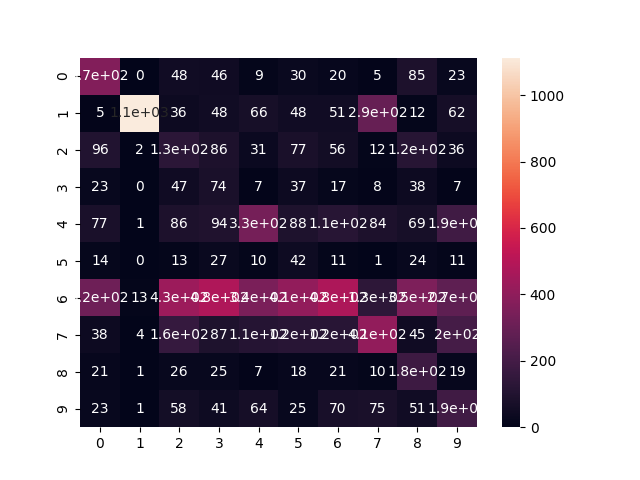 0 7e+02 0 48 46 9 30 20 5 85 23
1 5 1.1e+03 36 48 66 48 51 2.9e+02 12 62
2 96 2 1.3e+02 86 31 77 56 12 1.2e+02 36
3 23 0 47 74 7 37 17 8 38 7
4 77 1 86 94 3.3e+02 88 1.1e+02 84 69 1.9e+0
5 14 0 13 27 10 42 11 1 24 11
6 13
7 38 4 1.6e+02 87 45 2e+02
8 21 1 26 25 7 18 21 10 1.8e+02 19
9 23 1 58 41 64 25 70 75 51 1.9e+0
0 1 2 3 4 5 6 7 8 9
1000
800
600
400
200
0